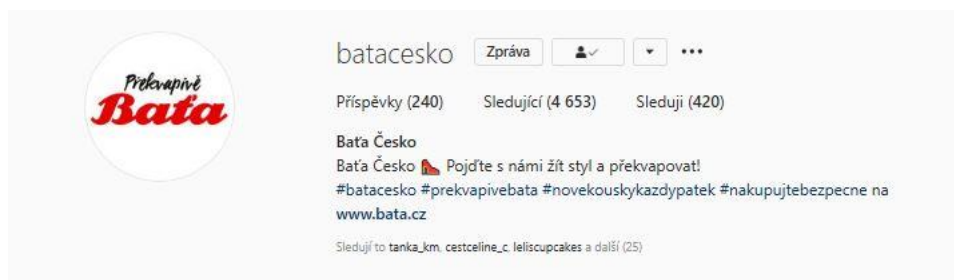 Překvapivě
Baťa
batacesko Zpráva
Příspěvky (240) Sledující (4 653) Sleduji (420)
Baťa Česko
Baťa Česko 👠 Pojďte s námi žít styl a překvapovat!
#batacesko #prekvapivebata #novekouskykazdypatek #nakupujtebezpecne na
www.bata.cz
Sledují to tanka_km, cestceline_c, leliscupcakes a další (25)